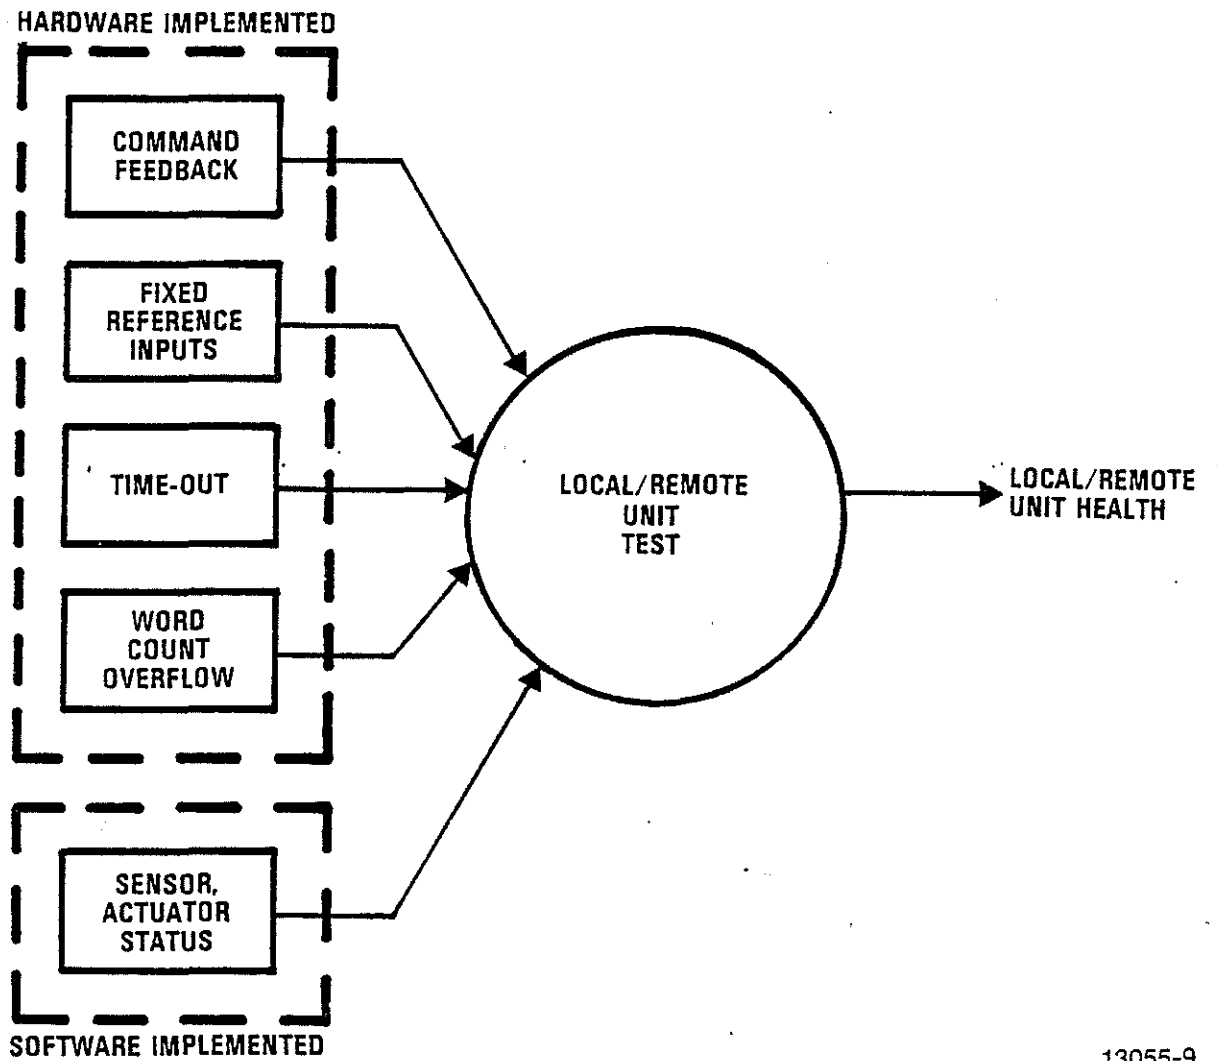 HARDWARE IMPLEMENTED
COMMAND
FEEDBACK
FIXED
REFERENCE
INPUTS
TIME-OUT
WORD
COUNT
OVERFLOW
SENSOR,
ACTUATOR
STATUS
SOFTWARE IMPLEMENTED
LOCAL/REMOTE
UNIT
TEST
LOCAL/REMOTE
UNIT HEALTH
13055-9